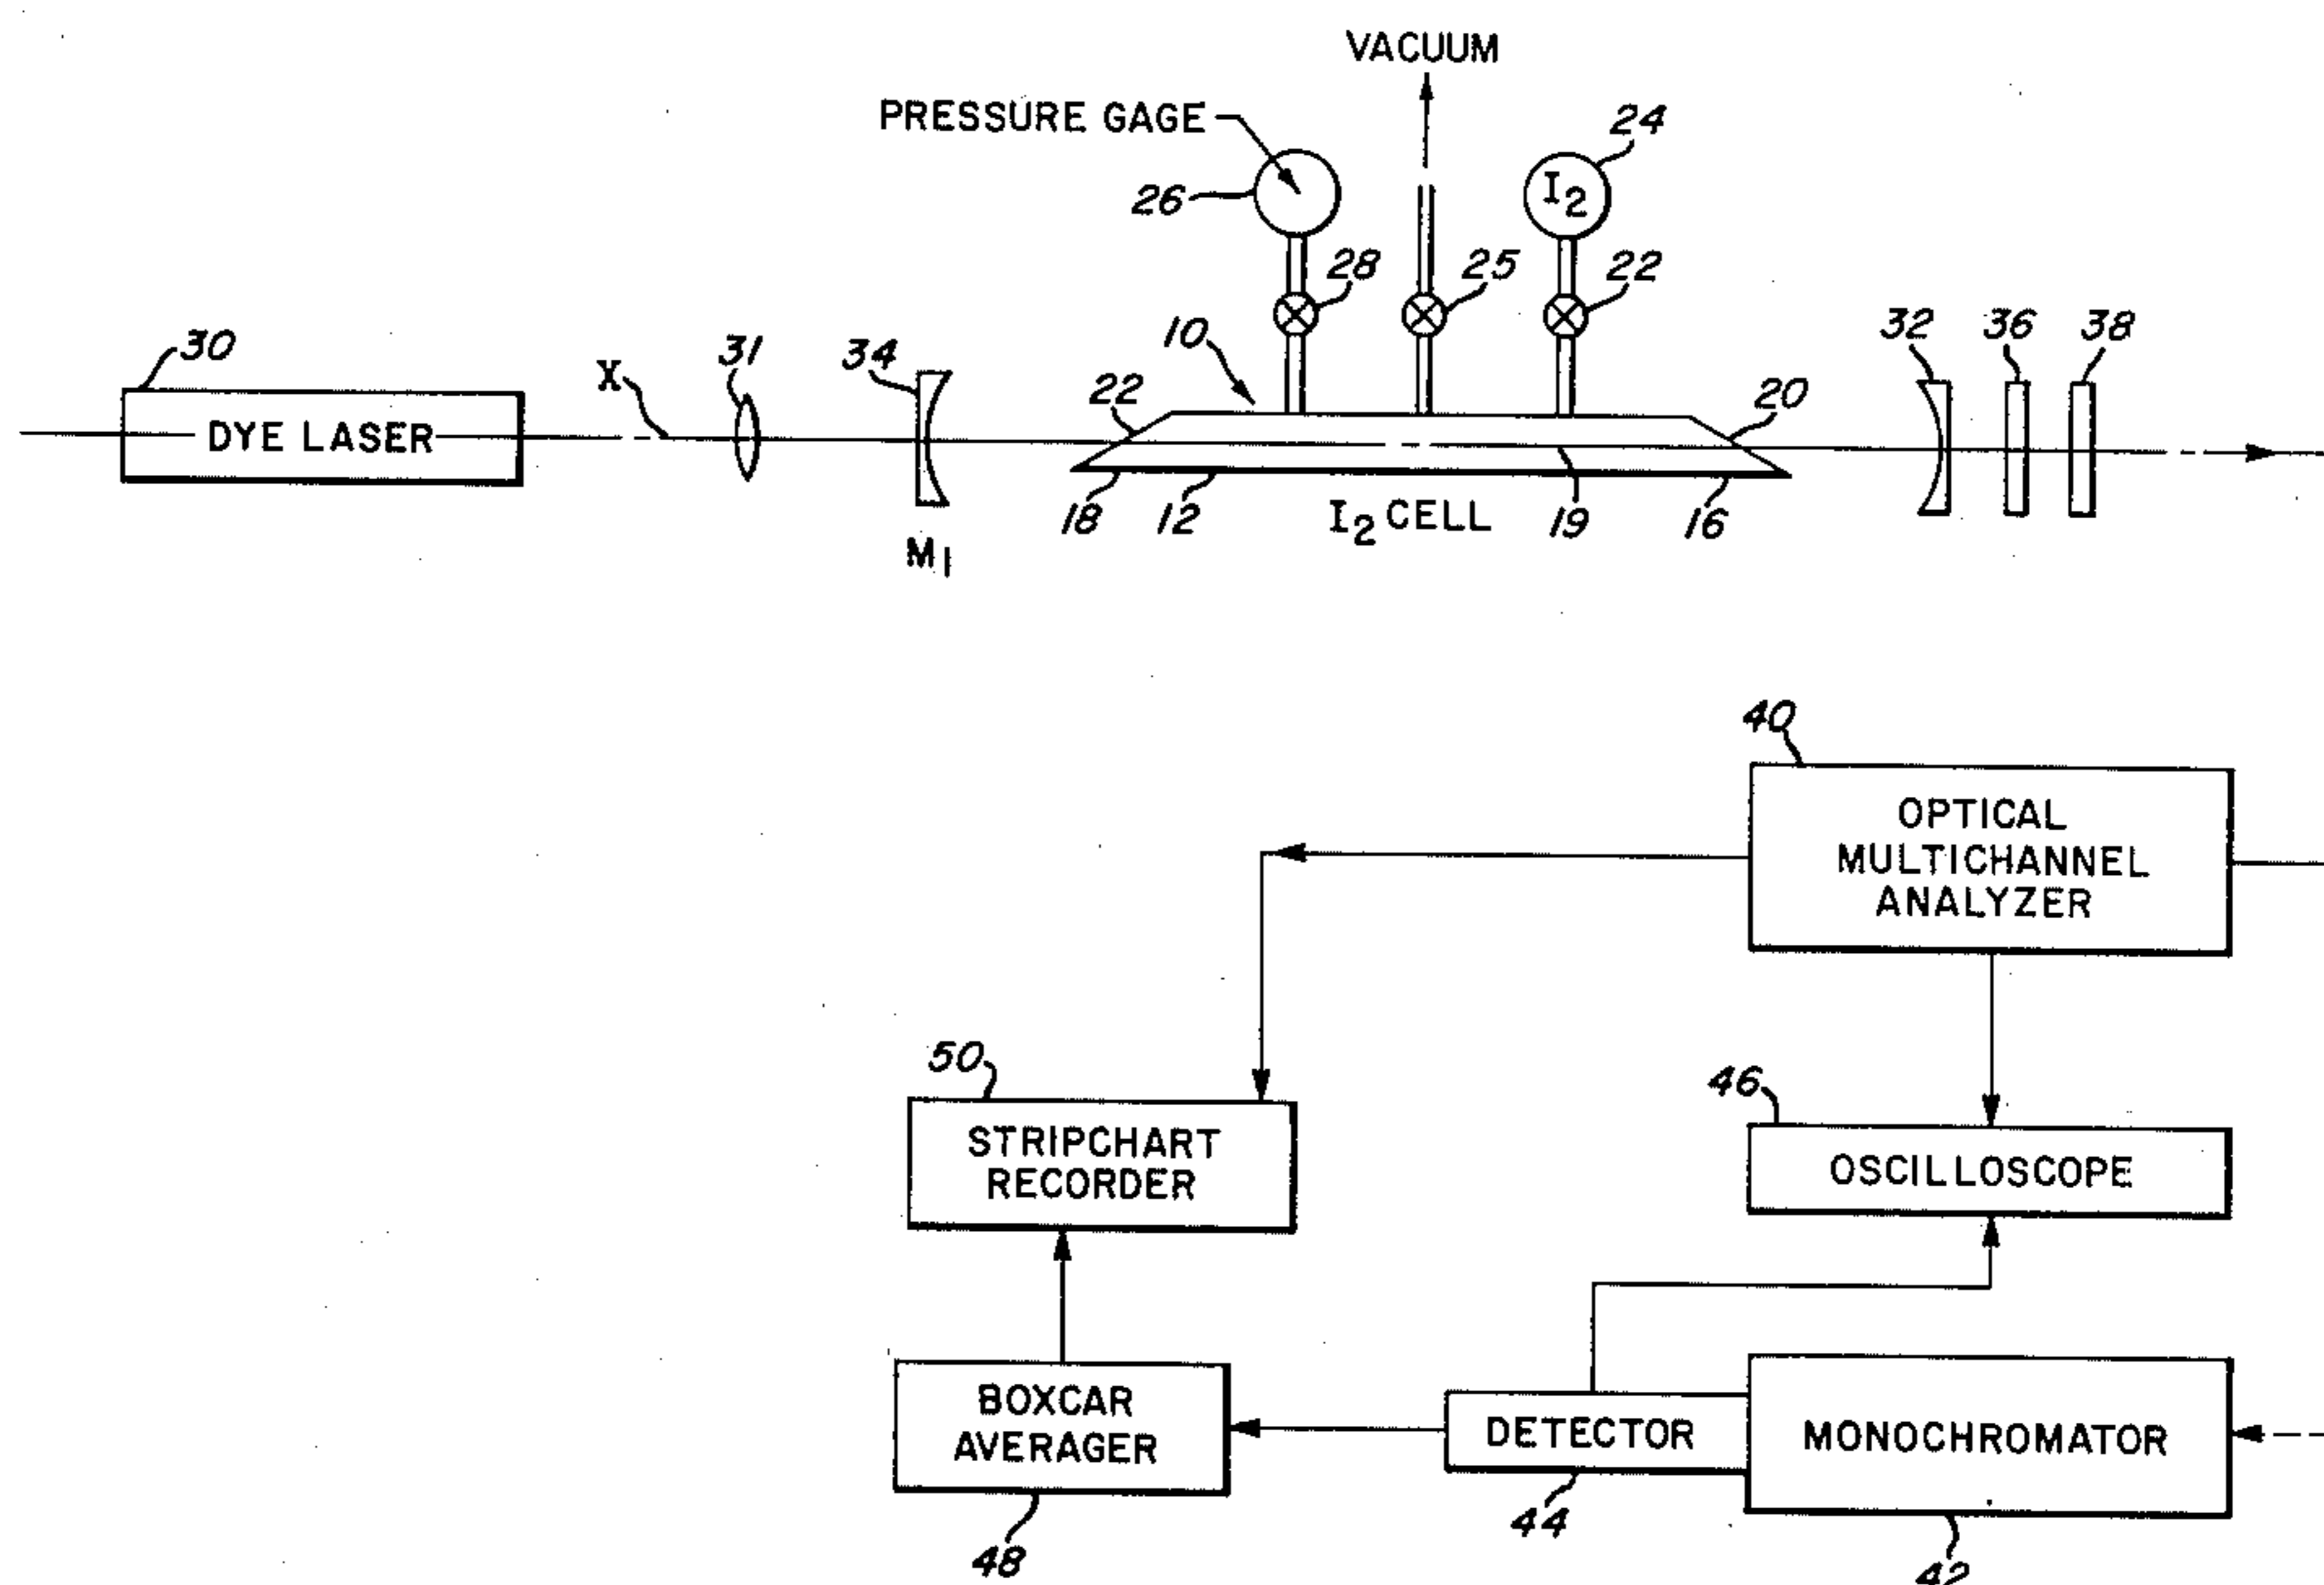 VACUUM
PRESSURE GAGE
24
26
I2
28
25
22
10
32
36
38
30
X
31
34
22
20
DYE LASER
18
12
I2 CELL
19
16
M1
40
OPTICAL
MULTICHANNEL
ANALYZER
50
46
STRIPCHART
RECORDER
OSCILLOSCOPE
BOXCAR
AVERAGER
DETECTOR
MONOCHROMATOR
44
48
42